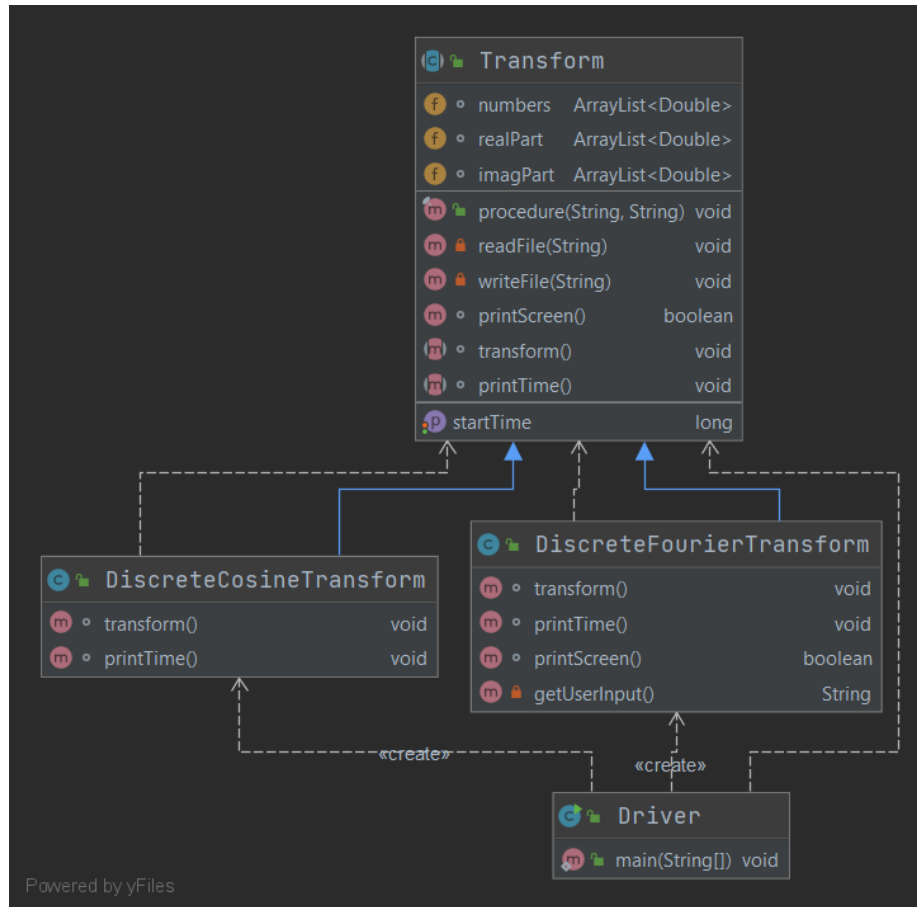 Transform
numbers ArrayList<Double>
realPart ArrayList<Double>
imagPart ArrayList<Double>
procedure(String, String) void
readFile(String) void
writeFile(String) void
printScreen() boolean
transform() void
printTime() void
startTime long
DiscreteCosineTransform
transform() void
printTime() void
DiscreteFourierTransform
transform() void
printTime() void
printScreen() boolean
getUserInput() String
«create»
«create»
Driver
main(String[]) void
Powered by yFiles